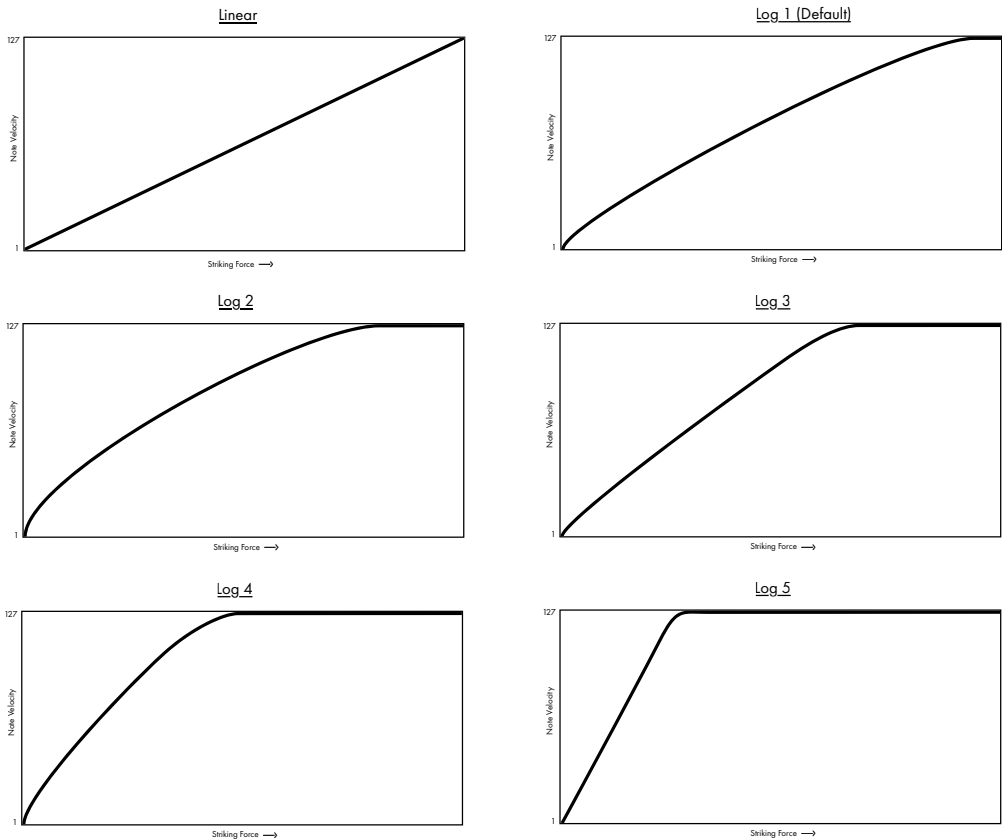 Linear
127
Note Velocity
1
Striking Force →
Log 1 (Default)
127
Note Velocity
1
Striking Force →
Log 2
127
Note Velocity
1
Striking Force →
Log 3
127
Note Velocity
1
Striking Force →
Log 4
127
Note Velocity
1
Striking Force →
Log 5
127
Note Velocity
1
Striking Force →